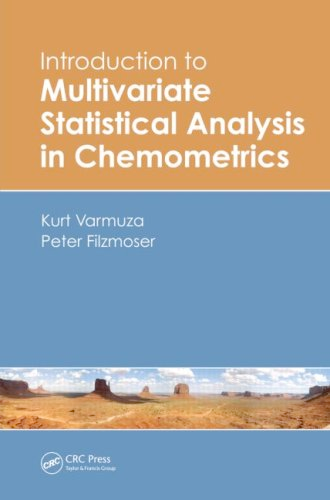 Introduction to
Multivariate
Statistical Analysis
in Chemometrics
Kurt Varmuza
Peter Filzmoser
CRC
CRC Press
Taylor & Francis Group